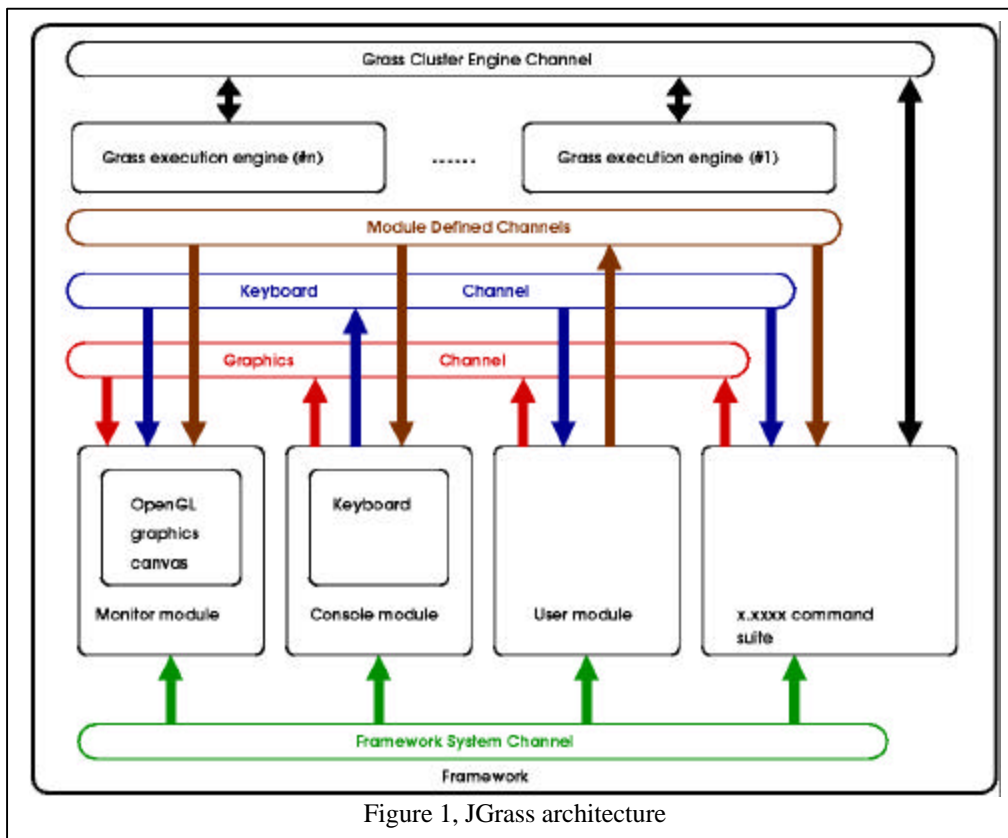 Grass Cluster Engine Channel
Grass execution engine (#n)
......
Grass execution engine (#1)
Module Defined Channels
Keyboard Channel
Graphics Channel
OpenGL
graphics
canvas
Monitor module
Keyboard
Console module
User module
x.xxxx command
suite
Framework System Channel
Framework
Figure 1, JGrass architecture